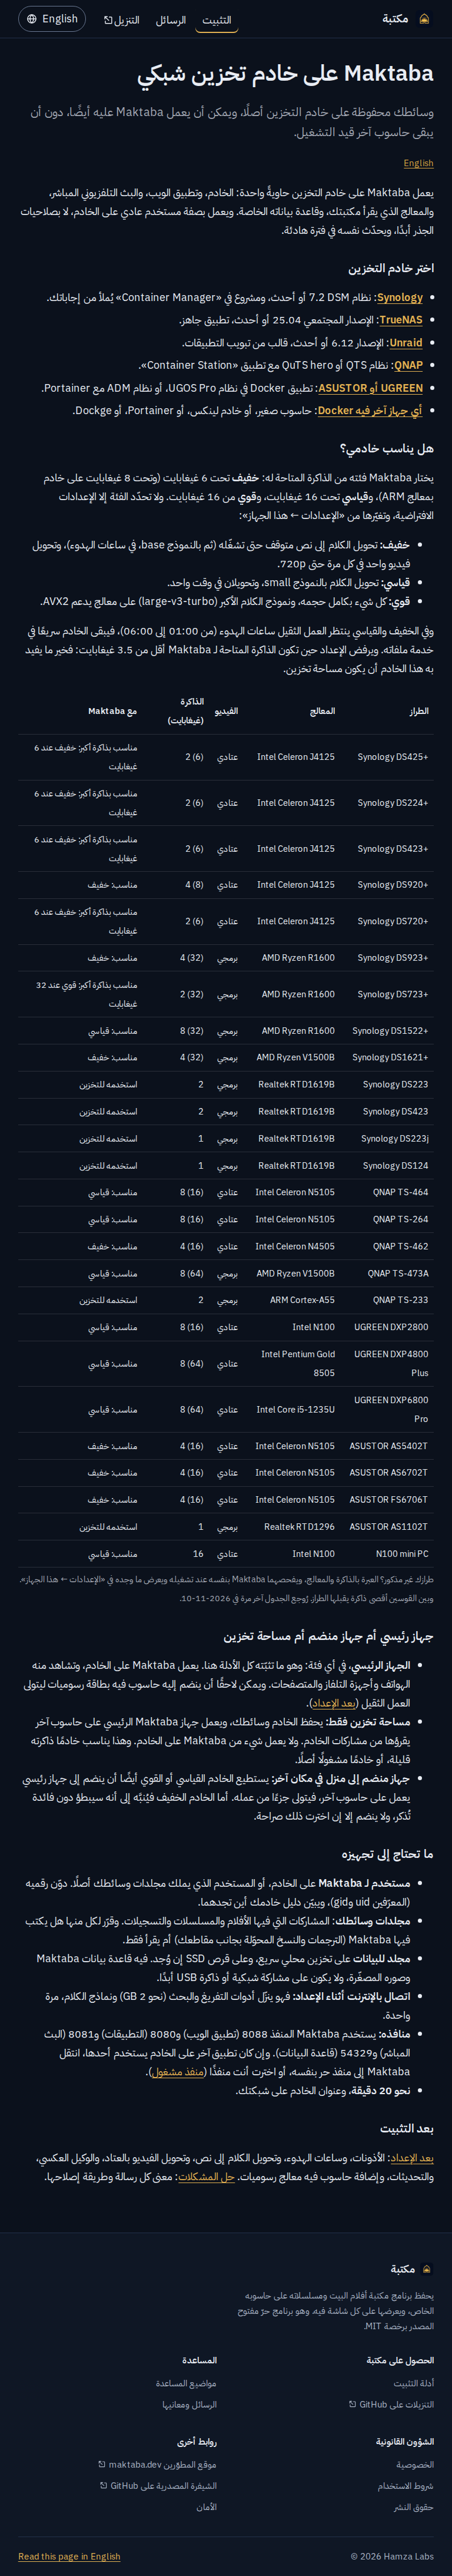 مكتبة
التثبيت
الرسائل
التنزيل
English
Maktaba على خادم تخزين شبكي
وسائطك محفوظة على خادم التخزين أصلًا، ويمكن أن يعمل Maktaba عليه أيضًا، دون أن
يبقى حاسوب آخر قيد التشغيل.
English
يعمل Maktaba على خادم التخزين حاويةً واحدة: الخادم، وتطبيق الويب، والبث التلفزيوني المباشر،
والمعالج الذي يقرأ مكتبتك، وقاعدة بياناته الخاصة. ويعمل بصفة مستخدم عادي على الخادم، لا بصلاحيات
الجذر أبدًا، ويحدّث نفسه في فترة هادئة.
اختر خادم التخزين
Synology: نظام DSM 7.2 أو أحدث، ومشروع في «Container Manager» يُملأ من إجاباتك.
TrueNAS: الإصدار المجتمعي 25.04 أو أحدث، تطبيق جاهز.
Unraid: الإصدار 6.12 أو أحدث، قالب من تبويب التطبيقات.
QNAP: نظام QTS أو QuTS hero مع تطبيق «Container Station».
UGREEN أو ASUSTOR: تطبيق Docker في نظام UGOS Pro، أو نظام ADM مع Portainer.
أي جهاز آخر فيه Docker: حاسوب صغير، أو خادم لينكس، أو Portainer، أو Dockge.
هل يناسب خادمي؟
يختار Maktaba فئته من الذاكرة المتاحة له: خفيف تحت 6 غيغابايت (وتحت 8 غيغابايت على خادم
بمعالج ARM)، وقياسي تحت 16 غيغابايت، وقوي من 16 غيغابايت. ولا تحدّد الفئة إلا الإعدادات
الافتراضية، وتغيّرها من «الإعدادات ← هذا الجهاز»:
خفيف: تحويل الكلام إلى نص متوقف حتى تشغّله (ثم بالنموذج base، في ساعات الهدوء)، وتحويل
فيديو واحد في كل مرة حتى 720p.
قياسي: تحويل الكلام بالنموذج small، وتحويلان في وقت واحد.
قوي: كل شيء بكامل حجمه، ونموذج الكلام الأكبر (large-v3-turbo) على معالج يدعم AVX2.
وفي الخفيف والقياسي ينتظر العمل الثقيل ساعات الهدوء (من 01:00 إلى 06:00)، فيبقى الخادم سريعًا في
خدمة ملفاته. ويرفض الإعداد حين تكون الذاكرة المتاحة لـ Maktaba أقل من 3.5 غيغابايت: فخير ما يفيد
به هذا الخادم أن يكون مساحة تخزين.
الطراز المعالج الفيديو الذاكرة (غيغابايت) مع Maktaba
Synology DS425+ Intel Celeron J4125 عتادي 2 (6) مناسب بذاكرة أكبر: خفيف عند 6 غيغابايت
Synology DS224+ Intel Celeron J4125 عتادي 2 (6) مناسب بذاكرة أكبر: خفيف عند 6 غيغابايت
Synology DS423+ Intel Celeron J4125 عتادي 2 (6) مناسب بذاكرة أكبر: خفيف عند 6 غيغابايت
Synology DS920+ Intel Celeron J4125 عتادي 4 (8) مناسب: خفيف
Synology DS720+ Intel Celeron J4125 عتادي 2 (6) مناسب بذاكرة أكبر: خفيف عند 6 غيغابايت
Synology DS923+ AMD Ryzen R1600 برمجي 4 (32) مناسب: خفيف
Synology DS723+ AMD Ryzen R1600 برمجي 2 (32) مناسب بذاكرة أكبر: قوي عند 32 غيغابايت
Synology DS1522+ AMD Ryzen R1600 برمجي 8 (32) مناسب: قياسي
Synology DS1621+ AMD Ryzen V1500B برمجي 4 (32) مناسب: خفيف
Synology DS223 Realtek RTD1619B برمجي 2 استخدمه للتخزين
Synology DS423 Realtek RTD1619B برمجي 2 استخدمه للتخزين
Synology DS223j Realtek RTD1619B برمجي 1 استخدمه للتخزين
Synology DS124 Realtek RTD1619B برمجي 1 استخدمه للتخزين
QNAP TS-464 Intel Celeron N5105 عتادي 8 (16) مناسب: قياسي
QNAP TS-264 Intel Celeron N5105 عتادي 8 (16) مناسب: قياسي
QNAP TS-462 Intel Celeron N4505 عتادي 4 (16) مناسب: خفيف
QNAP TS-473A AMD Ryzen V1500B برمجي 8 (64) مناسب: قياسي
QNAP TS-233 ARM Cortex-A55 برمجي 2 استخدمه للتخزين
UGREEN DXP2800 Intel N100 عتادي 8 (16) مناسب: قياسي
UGREEN DXP4800 Plus Intel Pentium Gold 8505 عتادي 8 (64) مناسب: قياسي
UGREEN DXP6800 Pro Intel Core i5-1235U عتادي 8 (64) مناسب: قياسي
ASUSTOR AS5402T Intel Celeron N5105 عتادي 4 (16) مناسب: خفيف
ASUSTOR AS6702T Intel Celeron N5105 عتادي 4 (16) مناسب: خفيف
ASUSTOR FS6706T Intel Celeron N5105 عتادي 4 (16) مناسب: خفيف
ASUSTOR AS1102T Realtek RTD1296 برمجي 1 استخدمه للتخزين
N100 mini PC Intel N100 عتادي 16 مناسب: قياسي
طرازك غير مذكور؟ العبرة بالذاكرة والمعالج، ويفحصهما Maktaba بنفسه عند تشغيله ويعرض ما وجده في «الإعدادات ← هذا الجهاز».
وبين القوسين أقصى ذاكرة يقبلها الطراز. رُوجع الجدول آخر مرة في 2026-11-10.
جهاز رئيسي أم جهاز منضم أم مساحة تخزين
الجهاز الرئيسي، في أي فئة: وهو ما تثبّته كل الأدلة هنا. يعمل Maktaba على الخادم، وتشاهد منه
الهواتف وأجهزة التلفاز والمتصفحات. ويمكن لاحقًا أن ينضم إليه حاسوب فيه بطاقة رسوميات ليتولى
العمل الثقيل (بعد الإعداد).
مساحة تخزين فقط: يحفظ الخادم وسائطك، ويعمل جهاز Maktaba الرئيسي على حاسوب آخر
يقرؤها من مشاركات الخادم. ولا يعمل شيء من Maktaba على الخادم. وهذا يناسب خادمًا ذاكرته
قليلة، أو خادمًا مشغولًا أصلًا.
جهاز منضم إلى منزل في مكان آخر: يستطيع الخادم القياسي أو القوي أيضًا أن ينضم إلى جهاز رئيسي
يعمل على حاسوب آخر، فيتولى جزءًا من عمله. أما الخادم الخفيف فيُنبَّه إلى أنه سيبطؤ دون فائدة
تُذكر، ولا ينضم إلا إن اخترت ذلك صراحة.
ما تحتاج إلى تجهيزه
مستخدم لـ Maktaba على الخادم، أو المستخدم الذي يملك مجلدات وسائطك أصلًا. دوّن رقميه
(المعرّفين uid وgid)، ويبيّن دليل خادمك أين تجدهما.
مجلدات وسائطك: المشاركات التي فيها الأفلام والمسلسلات والتسجيلات. وقرّر لكل منها هل يكتب
فيها Maktaba (الترجمات والنسخ المحوّلة بجانب مقاطعك) أم يقرأ فقط.
مجلد للبيانات على تخزين محلي سريع، وعلى قرص SSD إن وُجد. فيه قاعدة بيانات Maktaba
وصوره المصغّرة، ولا يكون على مشاركة شبكية أو ذاكرة USB أبدًا.
اتصال بالإنترنت أثناء الإعداد: فهو ينزّل أدوات التفريغ والبحث (نحو 2 GB) ونماذج الكلام، مرة
واحدة.
منافذه: يستخدم Maktaba المنفذ 8088 (تطبيق الويب) و8080 (التطبيقات) و8081 (البث
المباشر) و54329 (قاعدة البيانات). وإن كان تطبيق آخر على الخادم يستخدم أحدها، انتقل
Maktaba إلى منفذ حر بنفسه، أو اخترت أنت منفذًا (منفذ مشغول).
نحو 20 دقيقة، وعنوان الخادم على شبكتك.
بعد التثبيت
بعد الإعداد: الأذونات، وساعات الهدوء، وتحويل الكلام إلى نص، وتحويل الفيديو بالعتاد، والوكيل العكسي،
والتحديثات، وإضافة حاسوب فيه معالج رسوميات. حل المشكلات: معنى كل رسالة وطريقة إصلاحها.
مكتبة
يحفظ برنامج مكتبة أفلام البيت ومسلسلاته على حاسوبه
الخاص، ويعرضها على كل شاشة فيه. وهو برنامج حرّ مفتوح
المصدر برخصة MIT.
الحصول على مكتبة
أدلة التثبيت
التنزيلات على GitHub
المساعدة
مواضيع المساعدة
الرسائل ومعانيها
الشؤون القانونية
الخصوصية
شروط الاستخدام
حقوق النشر
روابط أخرى
موقع المطوّرين maktaba.dev
الشيفرة المصدرية على GitHub
الأمان
© 2026 Hamza Labs
Read this page in English